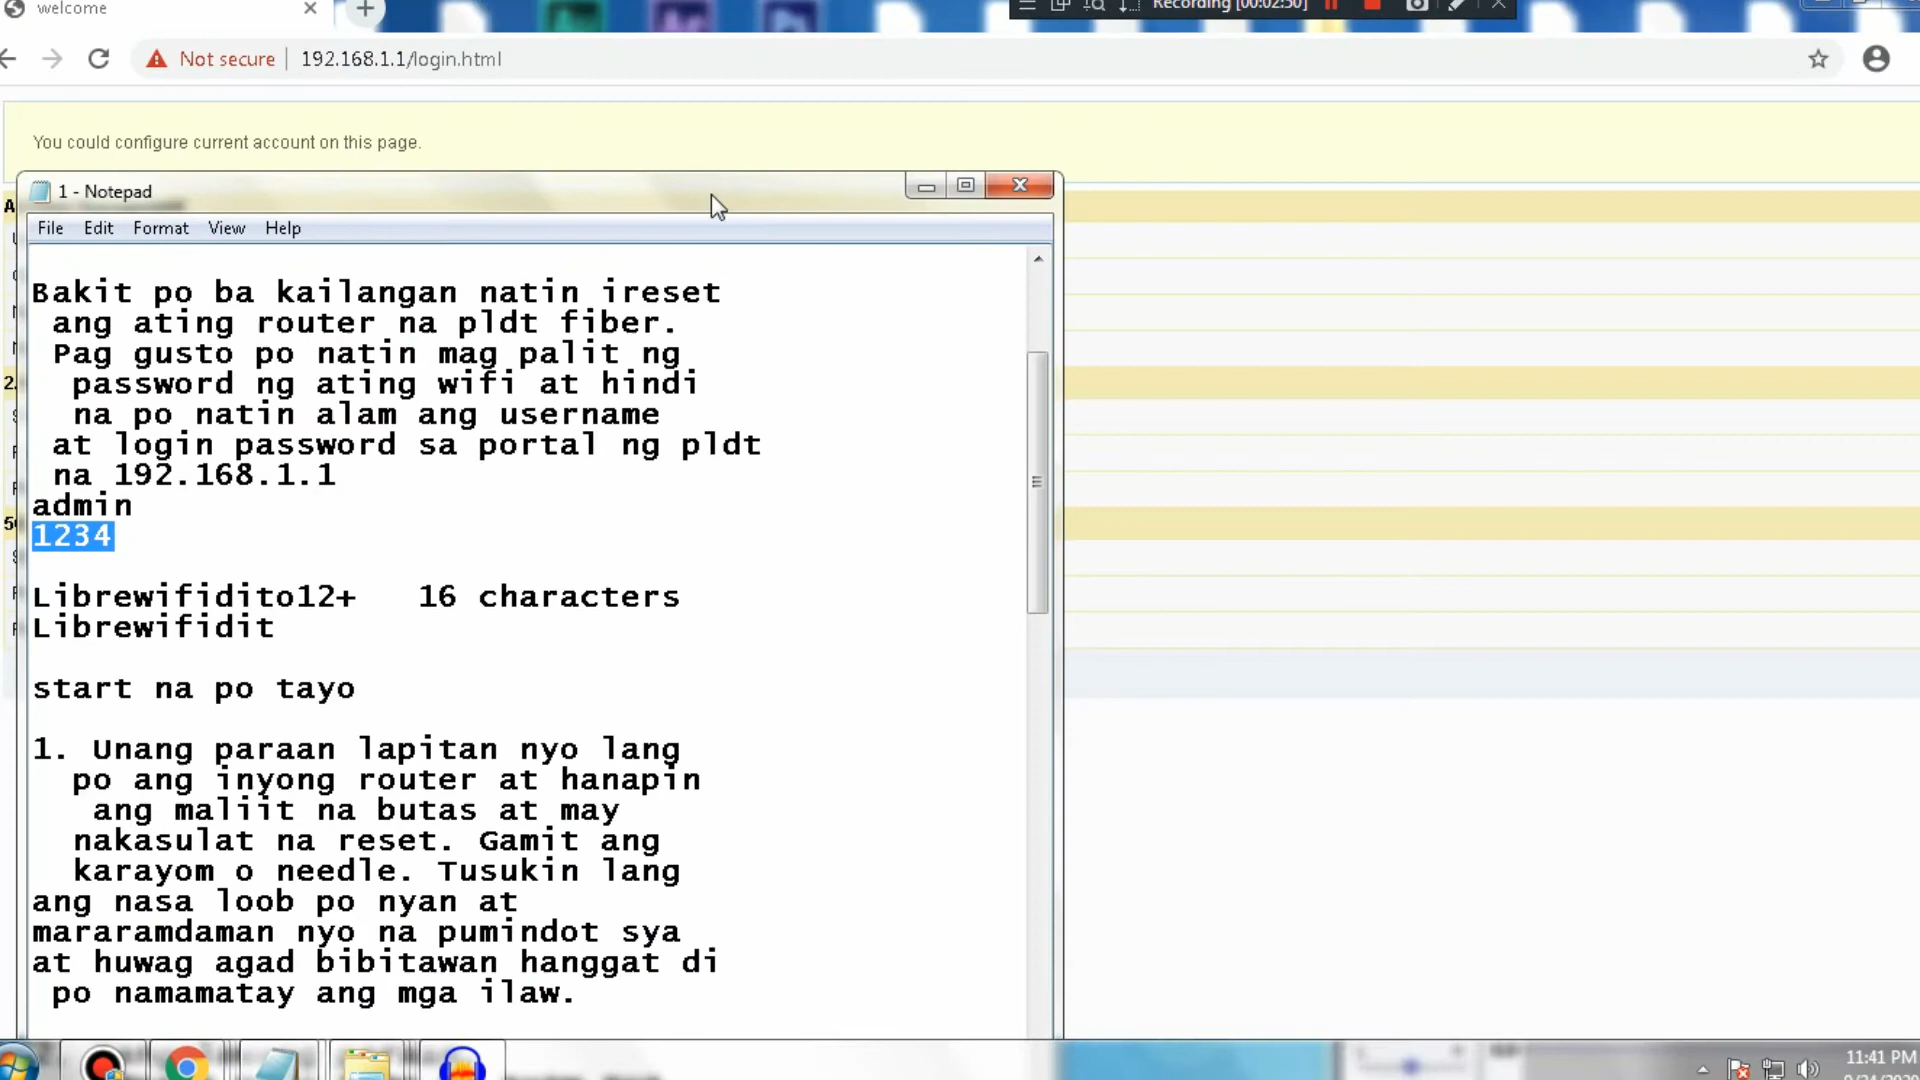 welcome
Recording [00:02:50]
Not secure
192.168.1.1/login.html
You could configure current account on this page.
1 - Notepad
File Edit Format View Help
Bakit po ba kailangan natin ireset
ang ating router na pldt fiber.
Pag gusto po natin mag palit ng
password ng ating wifi at hindi
na po natin alam ang username
at login password sa portal ng pldt
na 192.168.1.1
admin
1234
Librewifidito12+ 16 characters
Librewifidit
start na po tayo
1. Unang paraan lapitan nyo lang
po ang inyong router at hanapin
ang maliit na butas at may
nakasulat na reset. Gamit ang
karayom o needle. Tusukin lang
ang nasa loob po nyan at
mararamdaman nyo na pumindot sya
at huwag agad bibitawan hanggat di
po namamatay ang mga ilaw.
11:41 PM